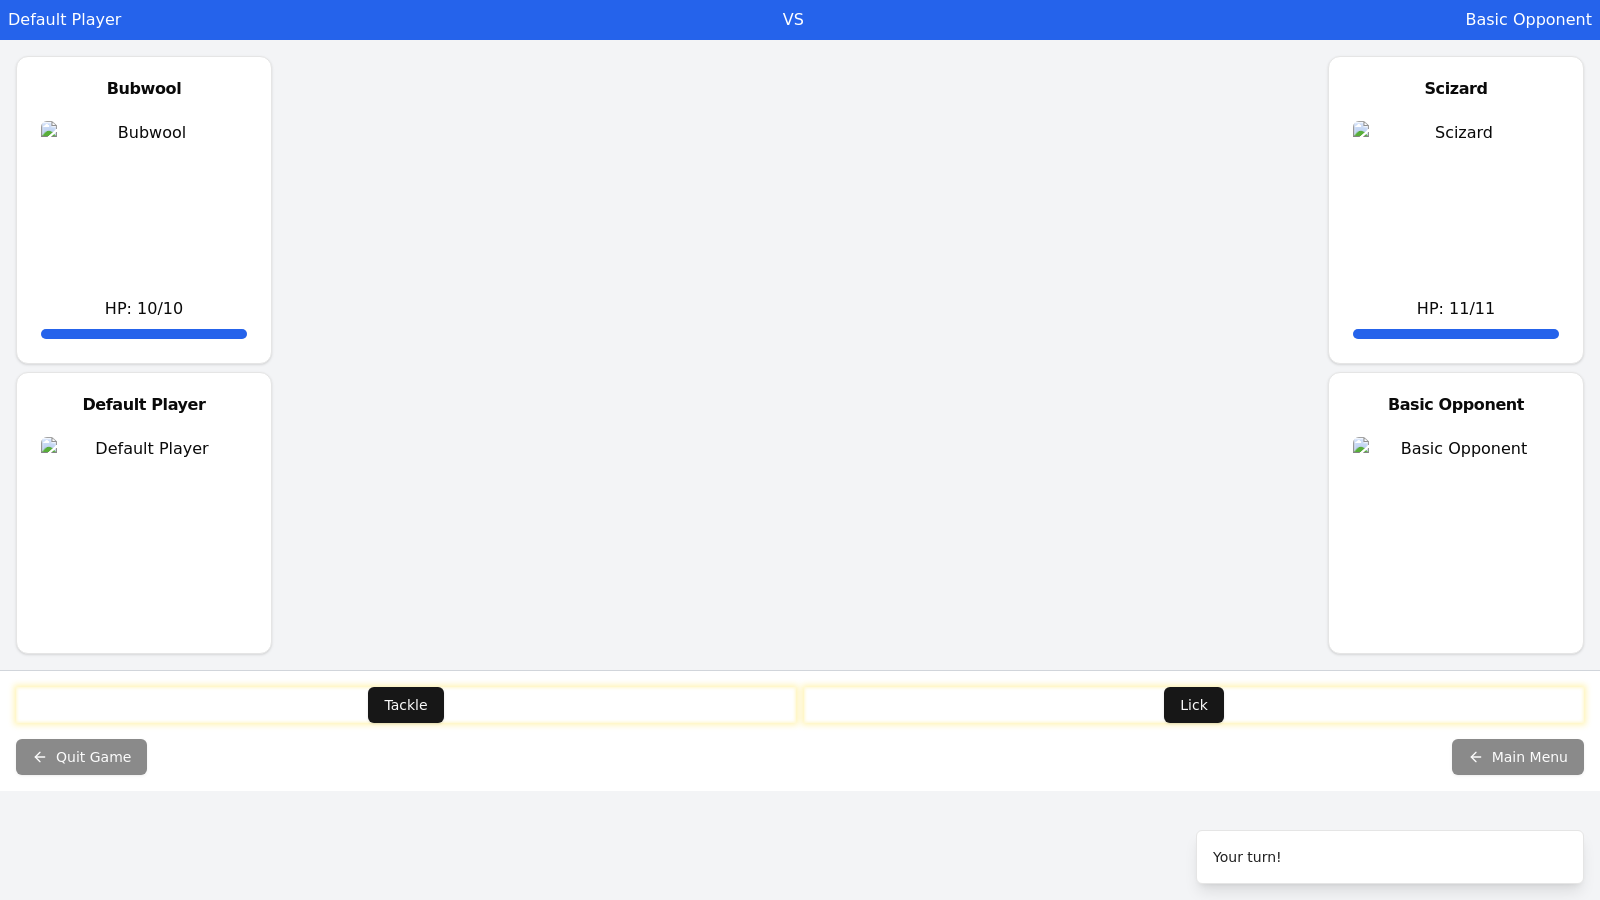 Default Player
VS
Basic Opponent
Bubwool
Bubwool
HP: 10/10
Default Player
Default Player
Scizard
Scizard
HP: 11/11
Basic Opponent
Basic Opponent
Tackle
Lick
Quit Game
Main Menu
Your turn!